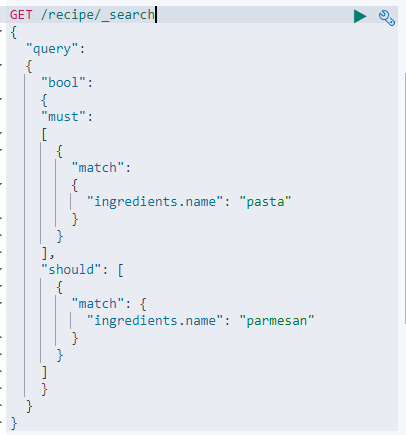 GET /recipe/_search
{
"query":
{
"bool":
{
"must":
[
{
"match":
{
"ingredients.name": "pasta"
}
}
],
"should": [
{
"match": {
"ingredients.name": "parmesan"
}
}
]
}
}
}